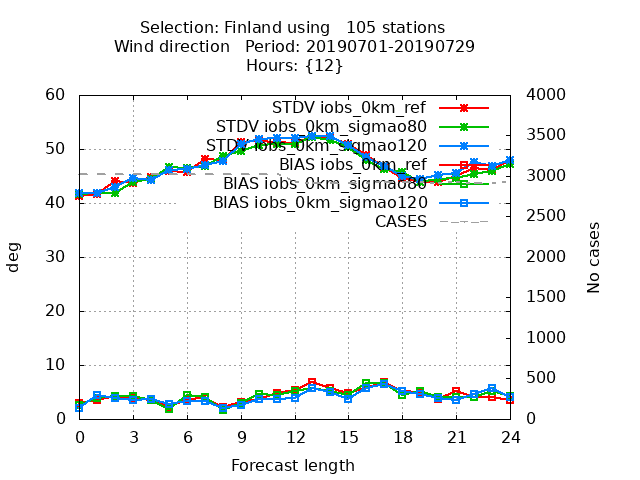 Selection: Finland using   105 stations
Wind direction   Period: 20190701-20190729
Hours: {12}
60
50
40
30
20
10
0
deg
4000
3500
3000
2500
2000
1500
1000
500
0
No cases
STDV iobs_0km_ref
STDV iobs_0km_sigmao80
STDV iobs_0km_sigmao120
BIAS iobs_0km_ref
BIAS iobs_0km_sigmao80
BIAS iobs_0km_sigmao120
CASES
0 3 6 9 12 15 18 21 24
Forecast length